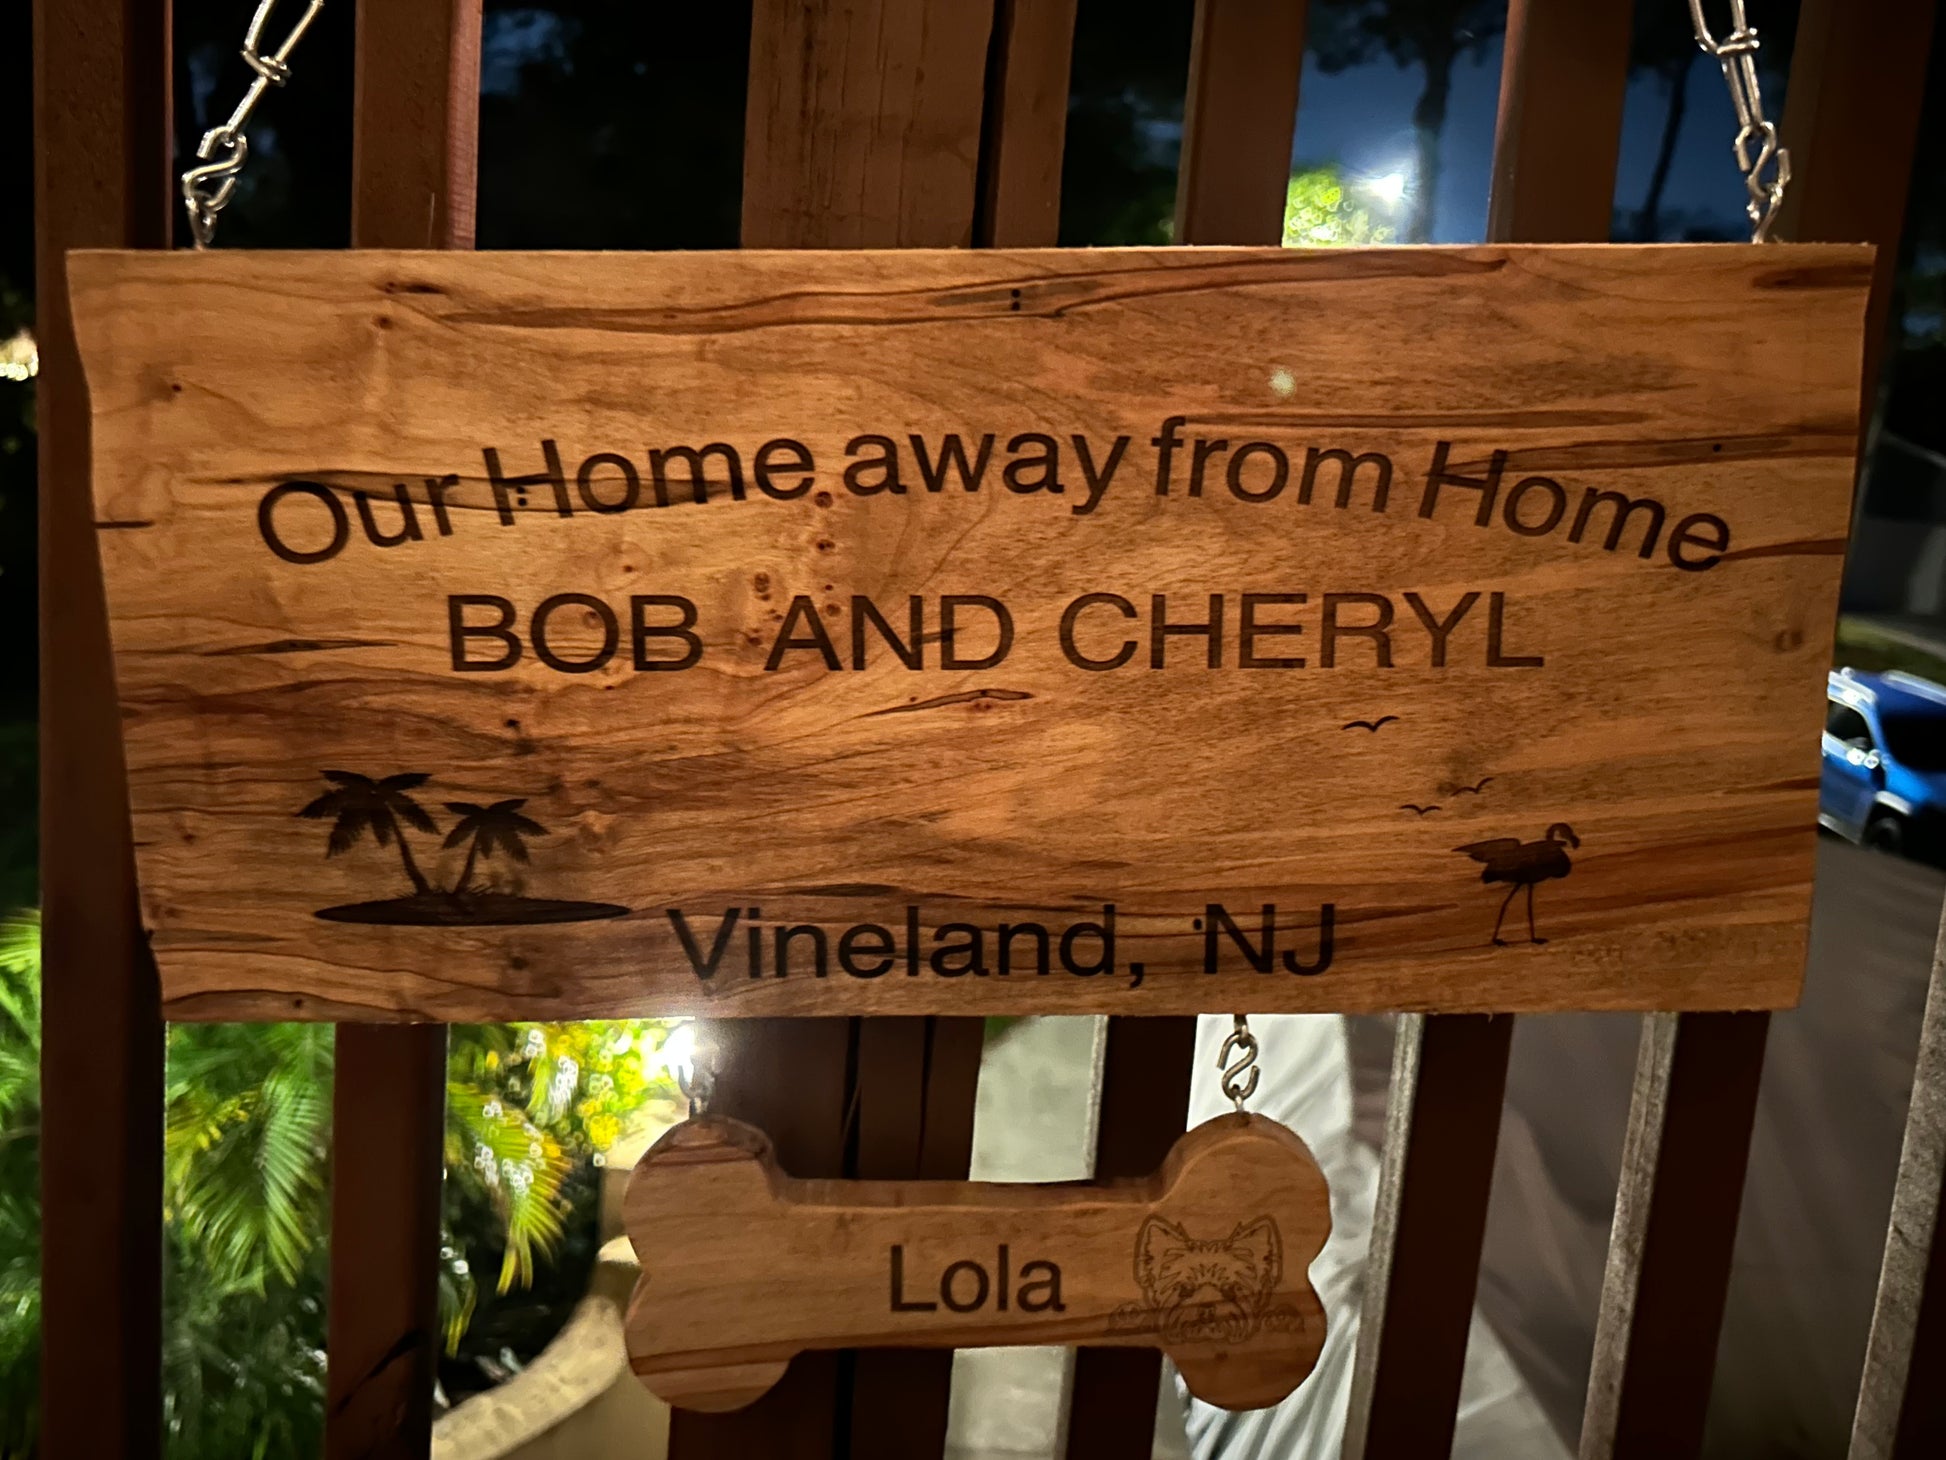 Our Home away from Home
BOB AND CHERYL
Vineland, NJ
Lola